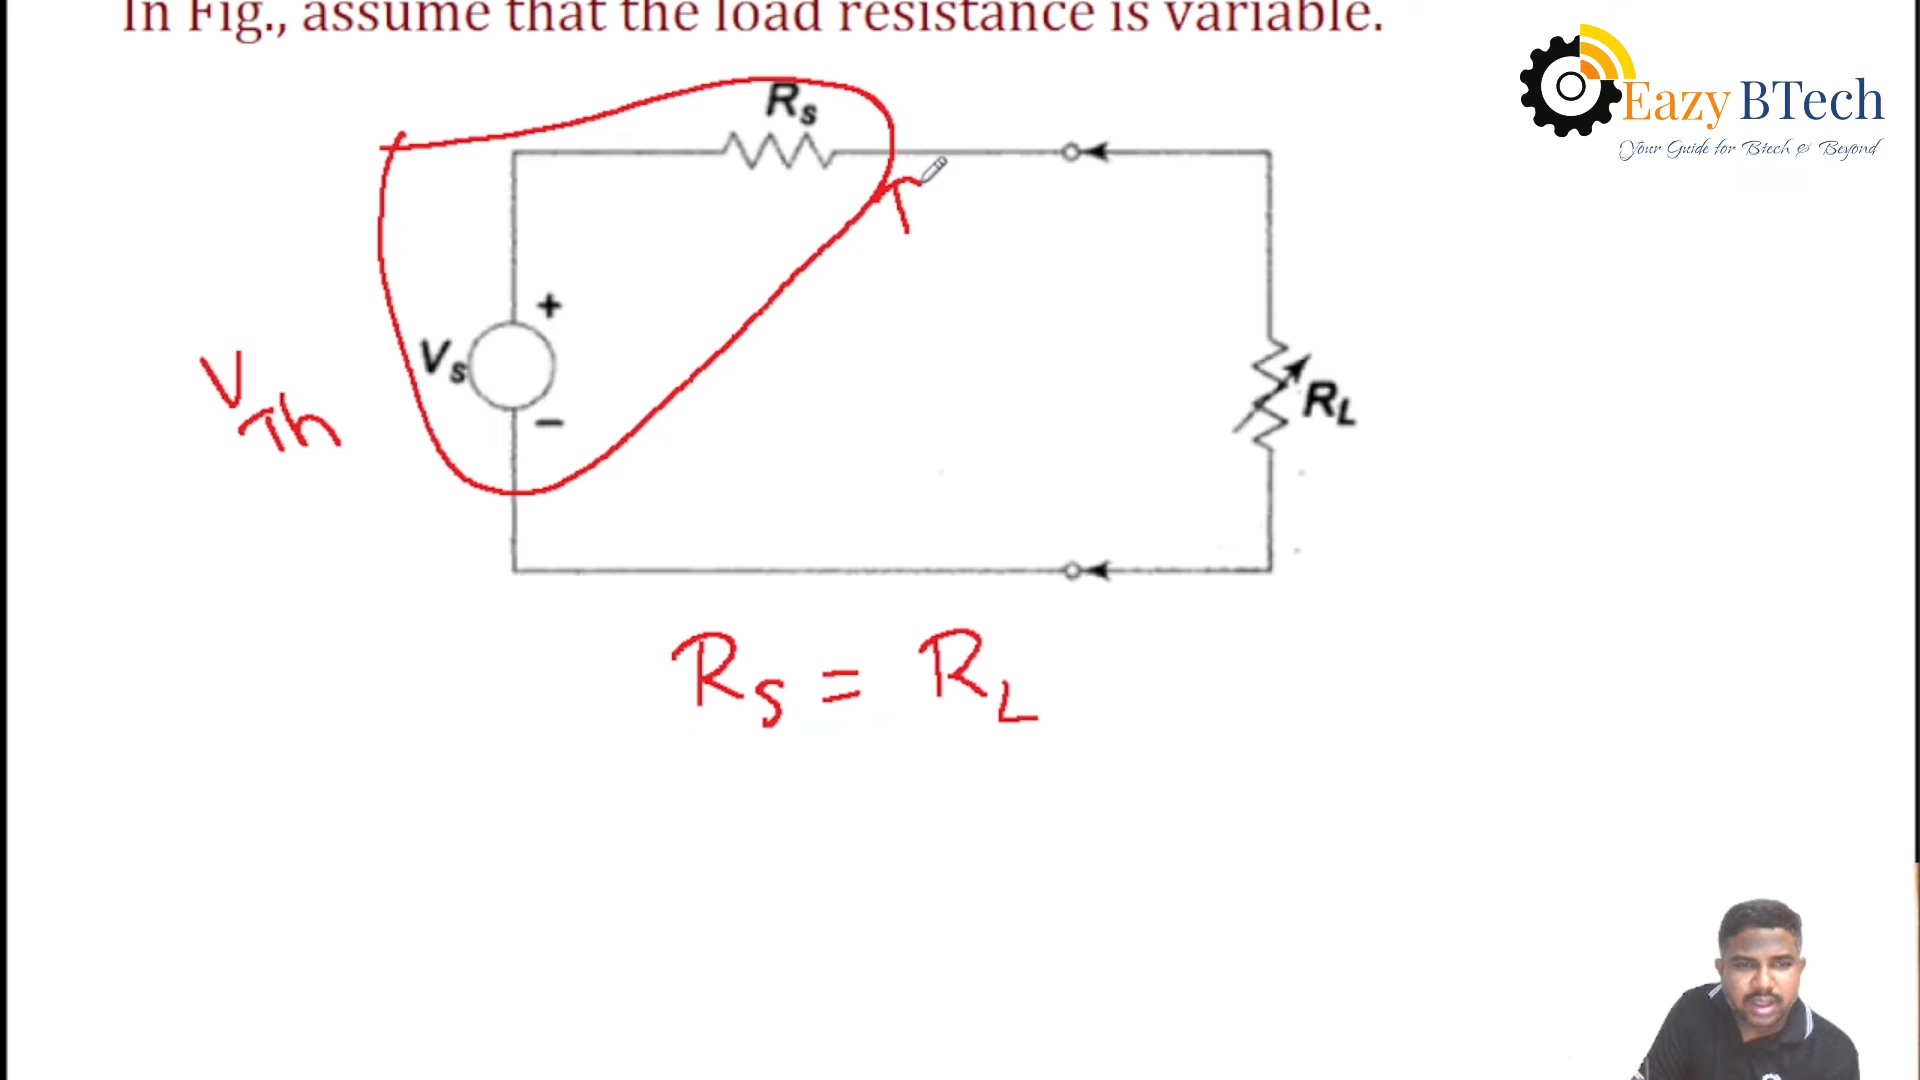 In Fig., assume that the load resistance is variable.
Eazy BTech
Your Guide for Btech & Beyond
Rs
+
Vs
−
RL
VTh
Rs = RL